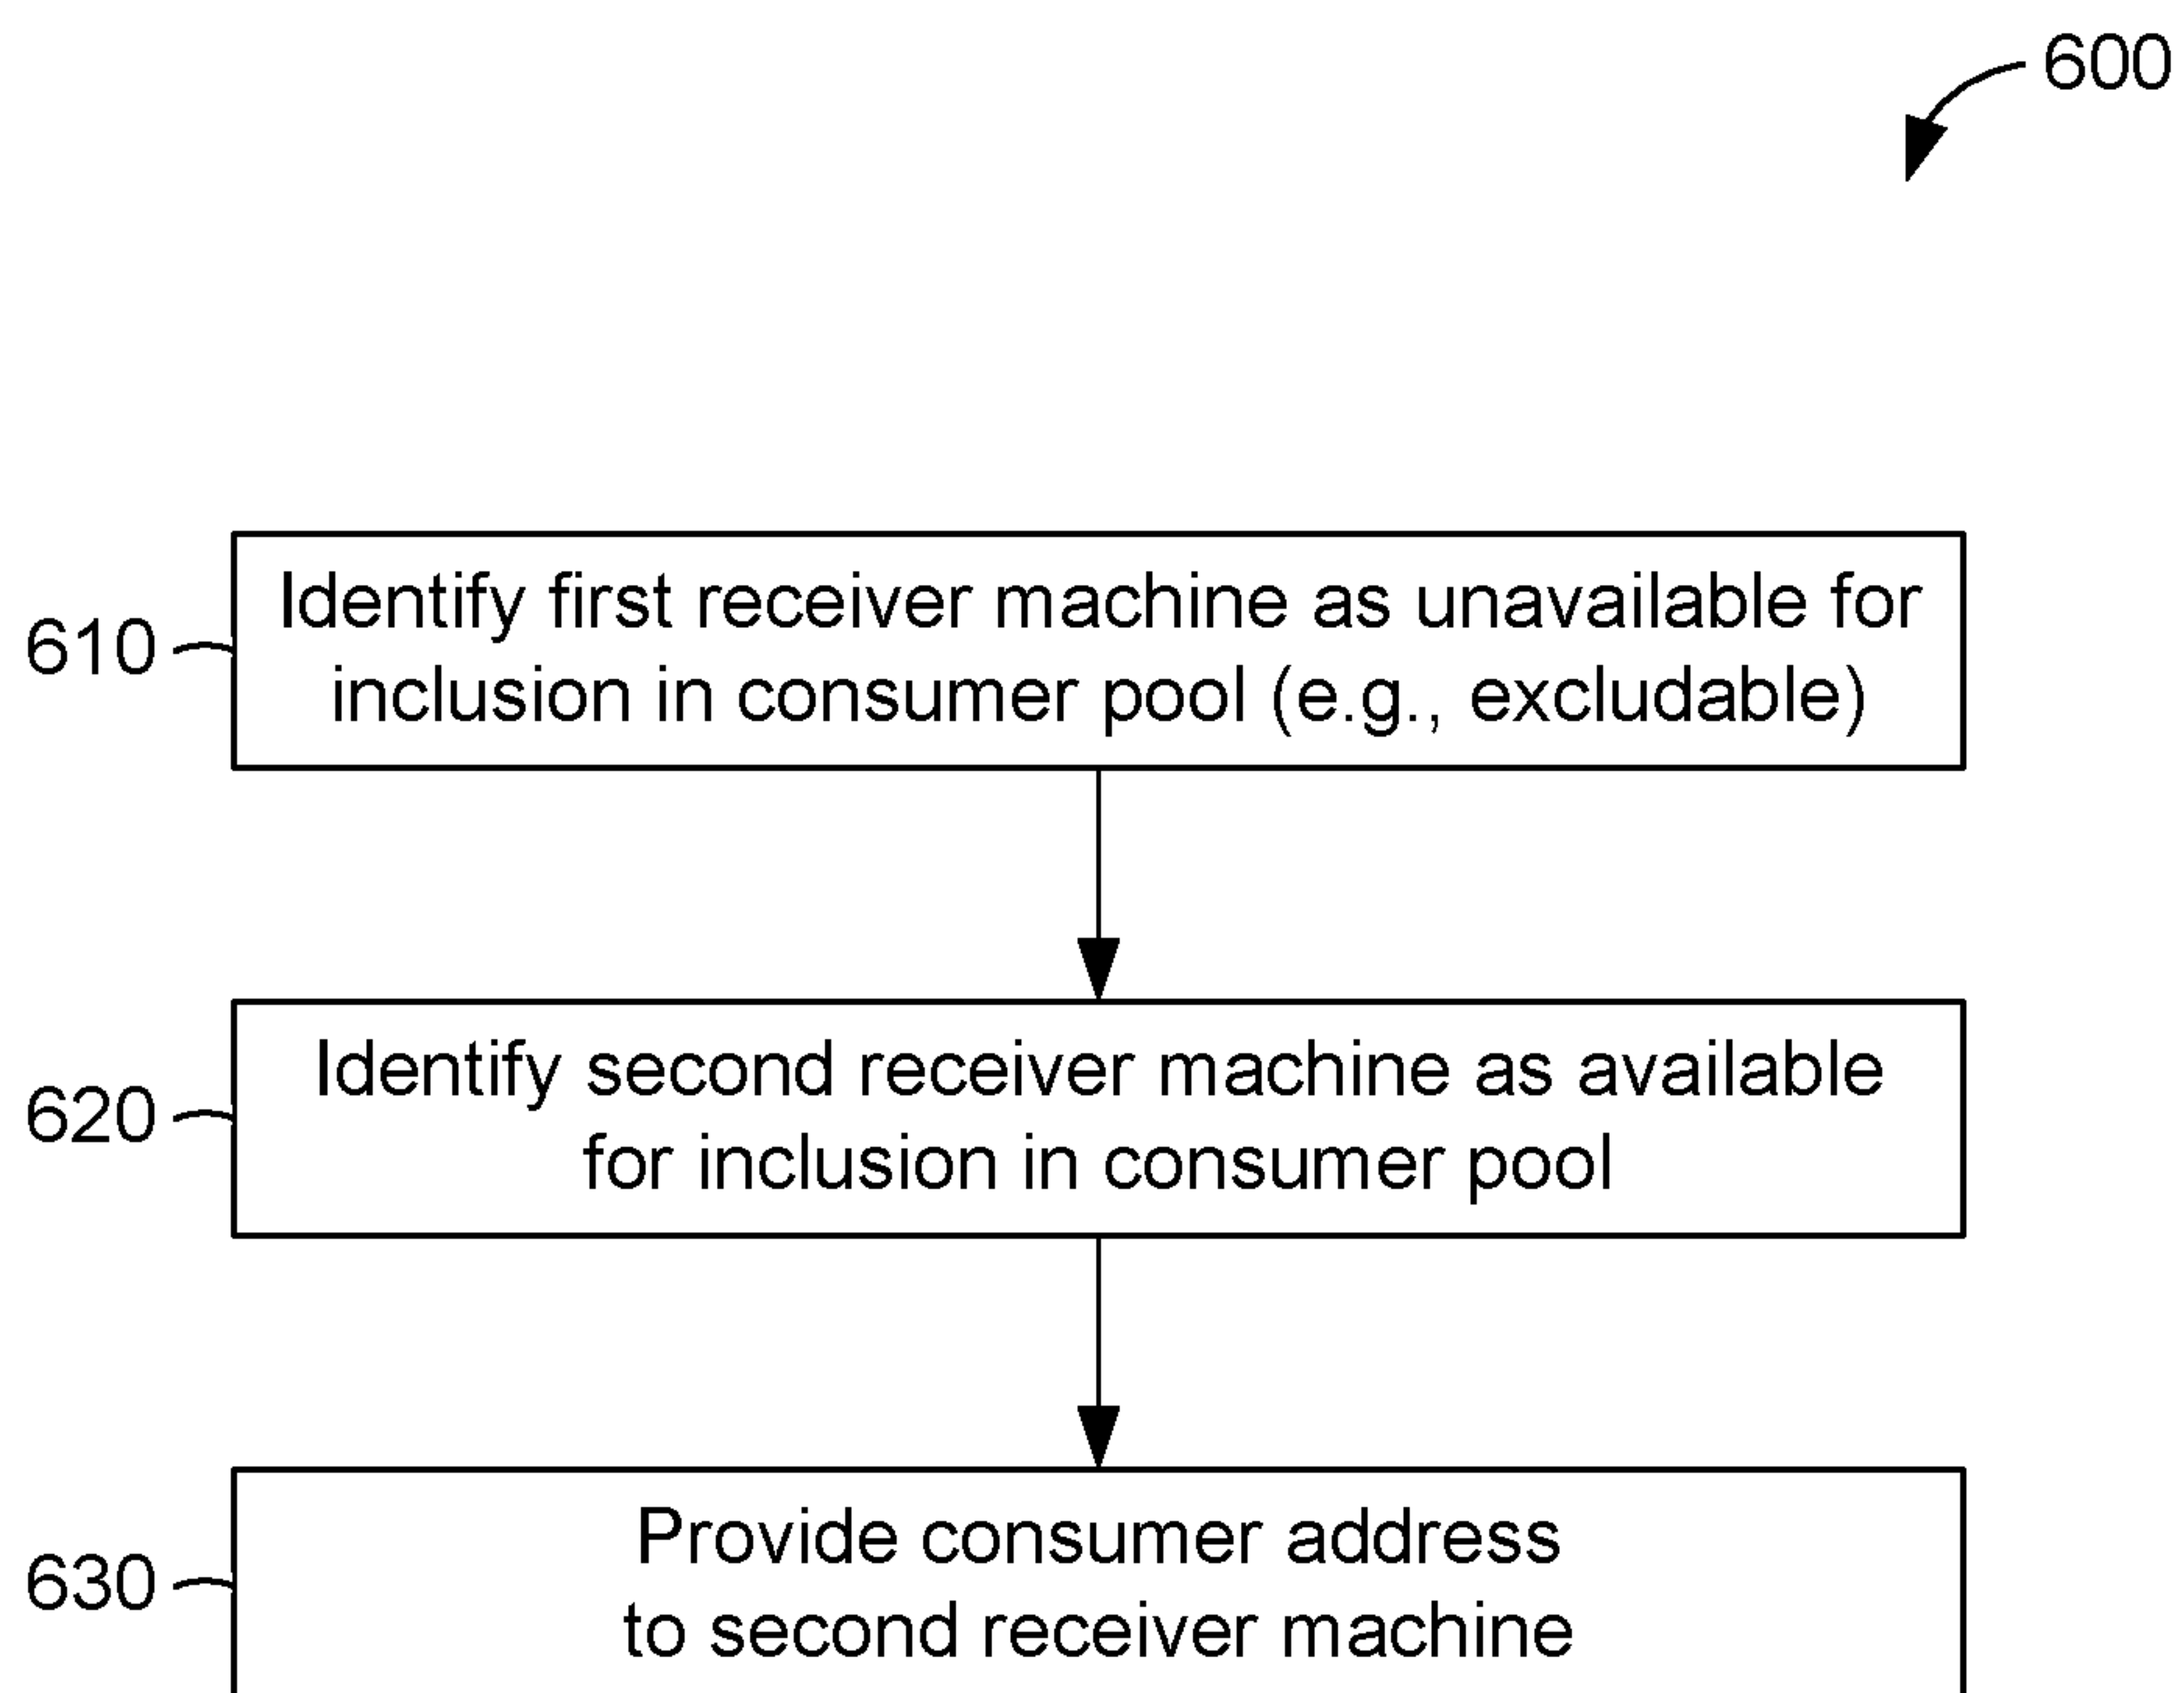 600
610
Identify first receiver machine as unavailable for
inclusion in consumer pool (e.g., excludable)
620
Identify second receiver machine as available
for inclusion in consumer pool
630
Provide consumer address
to second receiver machine